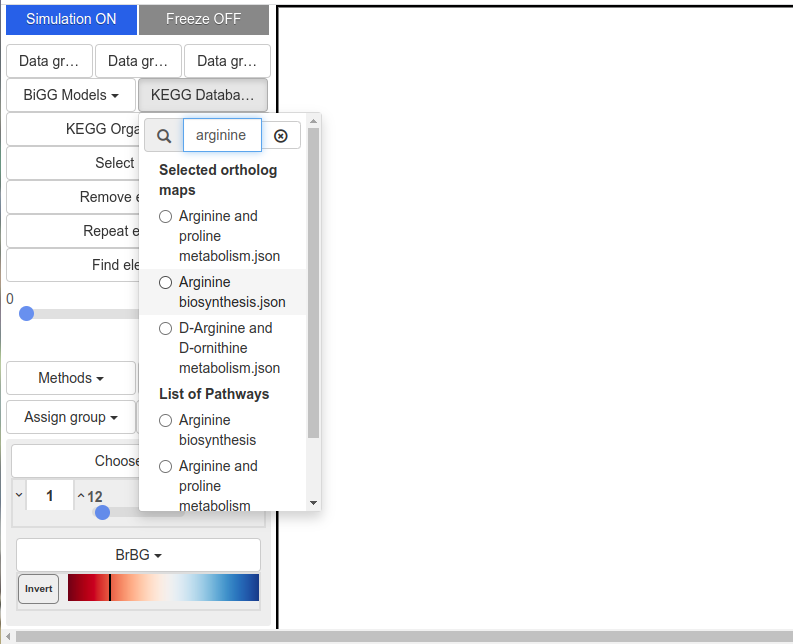 Simulation ON
Freeze OFF
Data gr…
Data gr…
Data gr…
BiGG Models
KEGG Databa…
KEGG Orga
Select
Remove e
Repeat e
Find ele
0
Methods
Assign group
Choose
1
12
BrBG
Invert
arginine
Selected ortholog
maps
Arginine and
proline
metabolism.json
Arginine
biosynthesis.json
D-Arginine and
D-ornithine
metabolism.json
List of Pathways
Arginine
biosynthesis
Arginine and
proline
metabolism